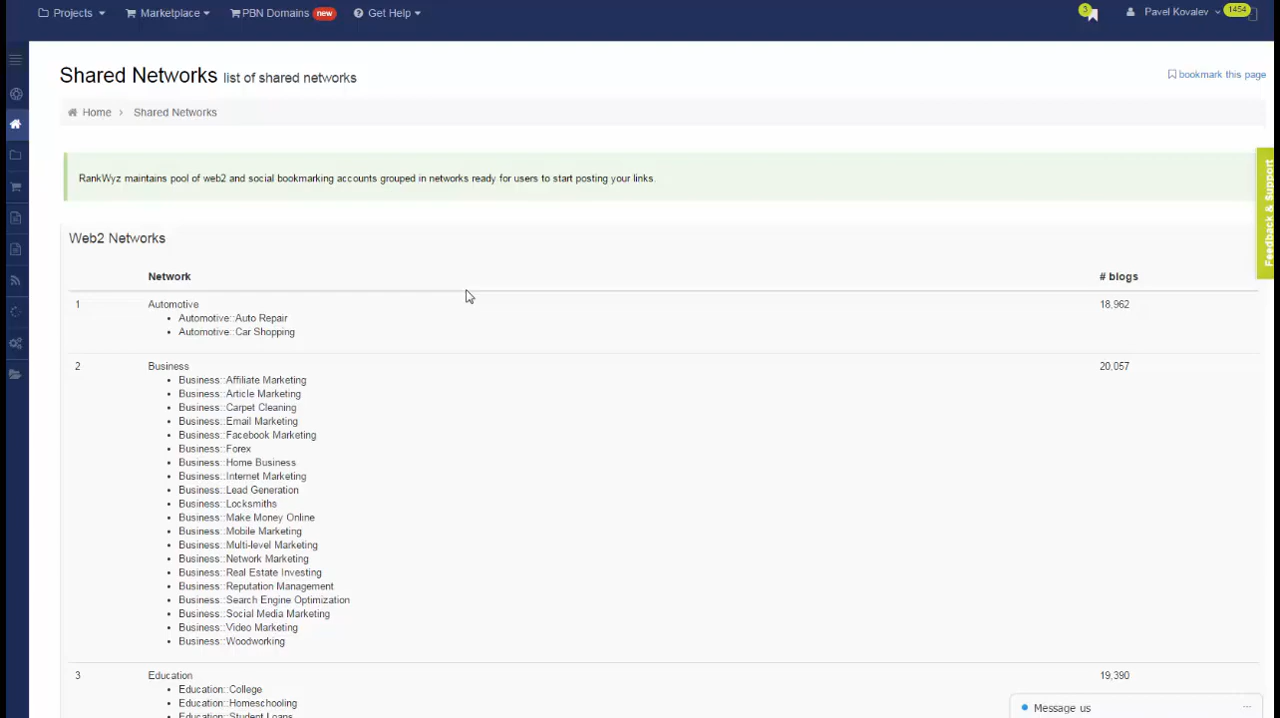 Projects Marketplace PBN Domains new Get Help 3 Pavel Kovalev 1454
Shared Networks list of shared networks
bookmark this page
Home > Shared Networks
RankWyz maintains pool of web2 and social bookmarking accounts grouped in networks ready for users to start posting your links.
Feedback & Support
Web2 Networks
Network # blogs
1 Automotive 18,962
• Automotive::Auto Repair
• Automotive::Car Shopping
2 Business 20,057
• Business::Affiliate Marketing
• Business::Article Marketing
• Business::Carpet Cleaning
• Business::Email Marketing
• Business::Facebook Marketing
• Business::Forex
• Business::Home Business
• Business::Internet Marketing
• Business::Lead Generation
• Business::Locksmiths
• Business::Make Money Online
• Business::Mobile Marketing
• Business::Multi-level Marketing
• Business::Network Marketing
• Business::Real Estate Investing
• Business::Reputation Management
• Business::Search Engine Optimization
• Business::Social Media Marketing
• Business::Video Marketing
• Business::Woodworking
3 Education 19,390
• Education::College
• Education::Homeschooling
• Education::Student Loans
Message us